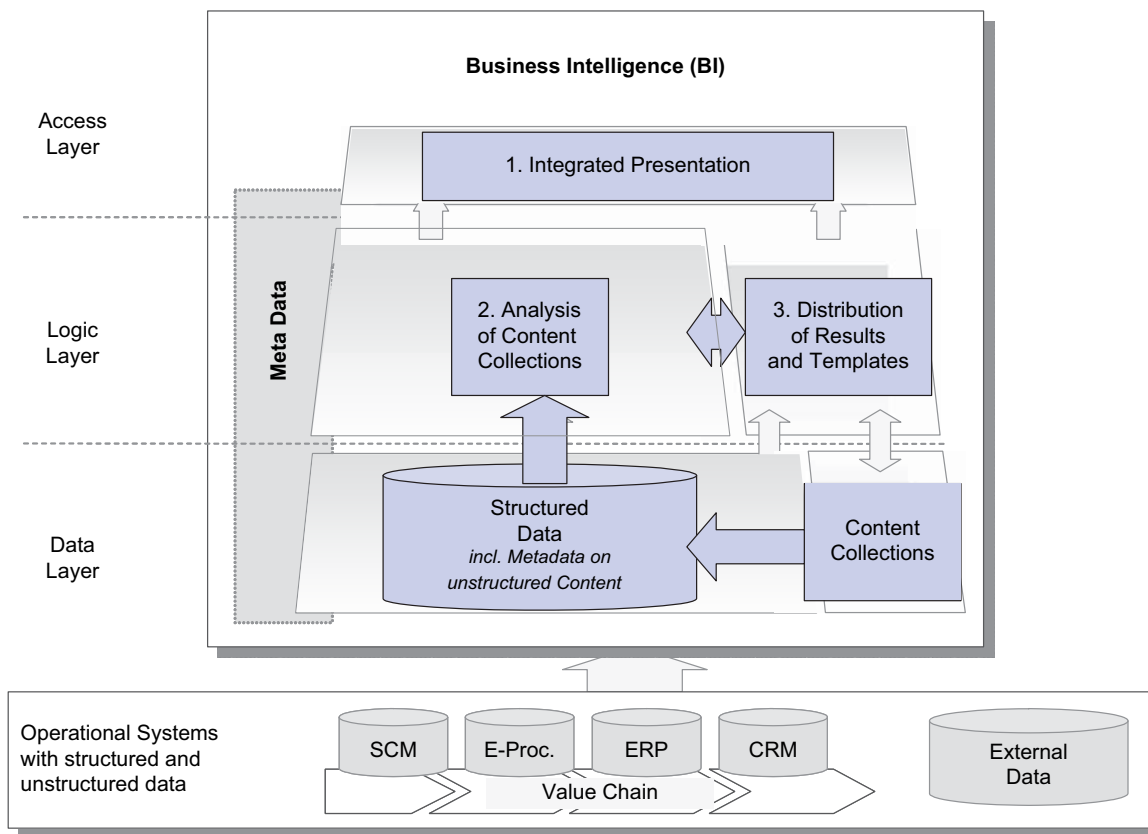 Business Intelligence (BI)
Access
Layer
1. Integrated Presentation
Meta Data
Logic
Layer
2. Analysis
of Content
Collections
3. Distribution
of Results
and Templates
Data
Layer
Structured
Data
incl. Metadata on
unstructured Content
Content
Collections
Operational Systems
with structured and
unstructured data
SCM
E-Proc.
ERP
CRM
Value Chain
External
Data